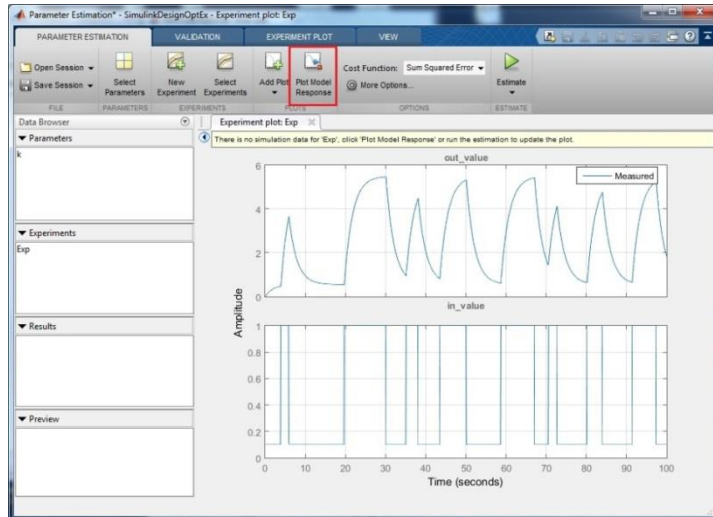 Parameter Estimation* - SimulinkDesignOptEx - Experiment plot: Exp
PARAMETER ESTIMATION VALIDATION EXPERIMENT PLOT VIEW
Open Session
Save Session
Select Parameters
New Experiment
Select Experiments
Add Plot
Plot Model Response
Cost Function: Sum Squared Error
More Options...
Estimate
FILE PARAMETERS EXPERIMENTS PLOTS OPTIONS ESTIMATE
Data Browser
Experiment plot: Exp
Parameters
There is no simulation data for 'Exp', click 'Plot Model Response' or run the estimation to update the plot.
k
Experiments
Exp
Results
Preview
out_value
Measured
6
4
2
0
Amplitude
in_value
1
0.8
0.6
0.4
0.2
0
0 10 20 30 40 50 60 70 80 90 100
Time (seconds)